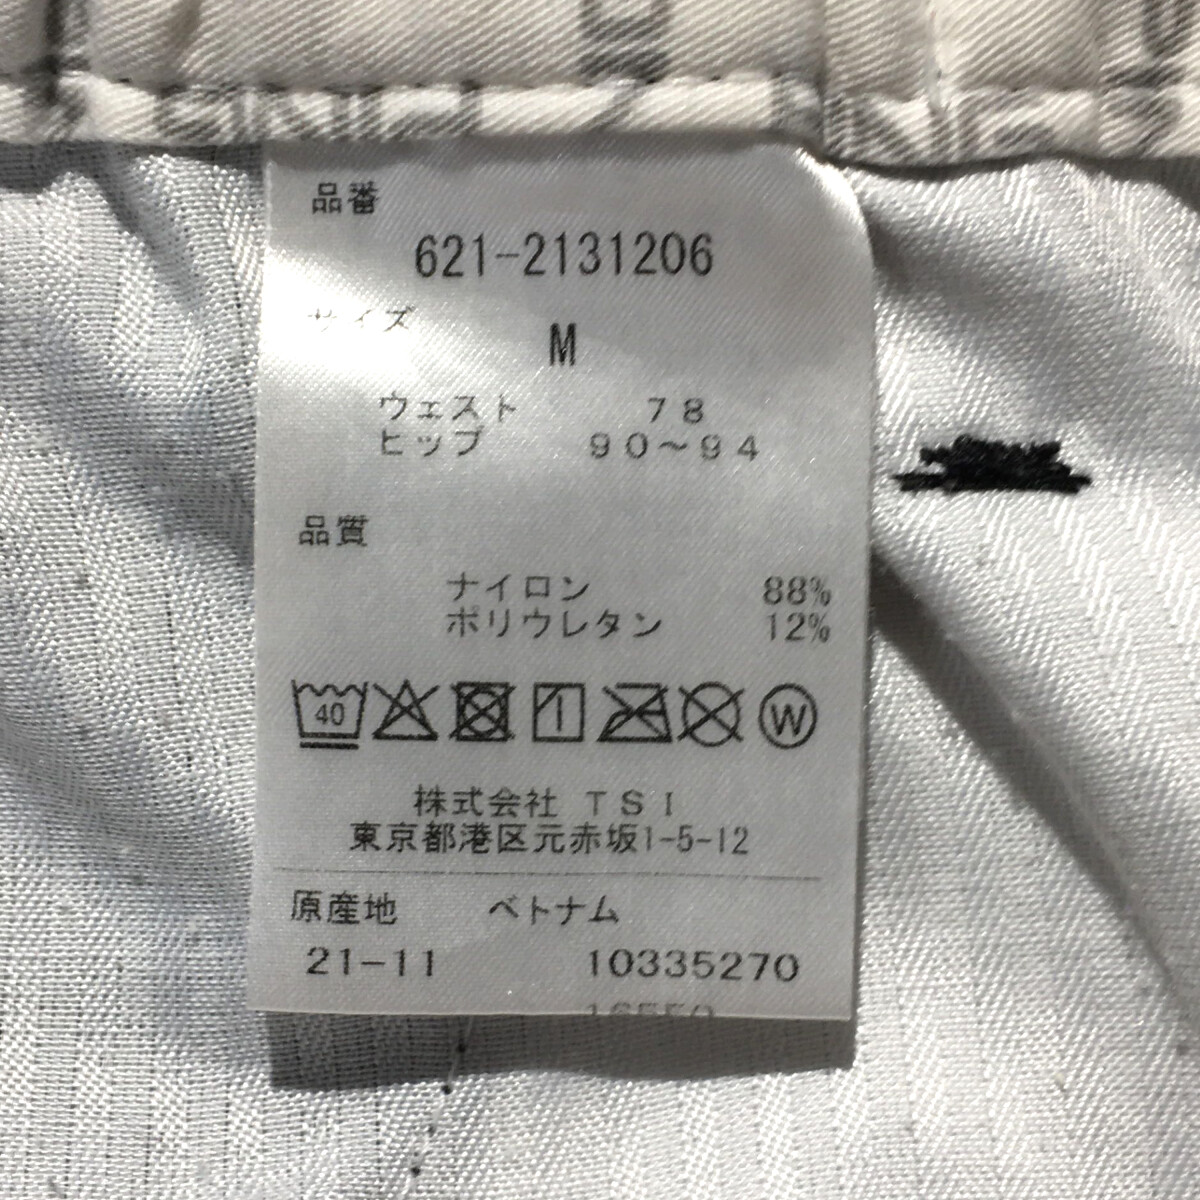 品番
621-2131206
サイズ
M
ウェスト 78
ヒップ 90～94
品質
ナイロン 88%
ポリウレタン 12%
40
W
株式会社 TSI
東京都港区元赤坂1-5-12
原産地 ベトナム
21-11 10335270